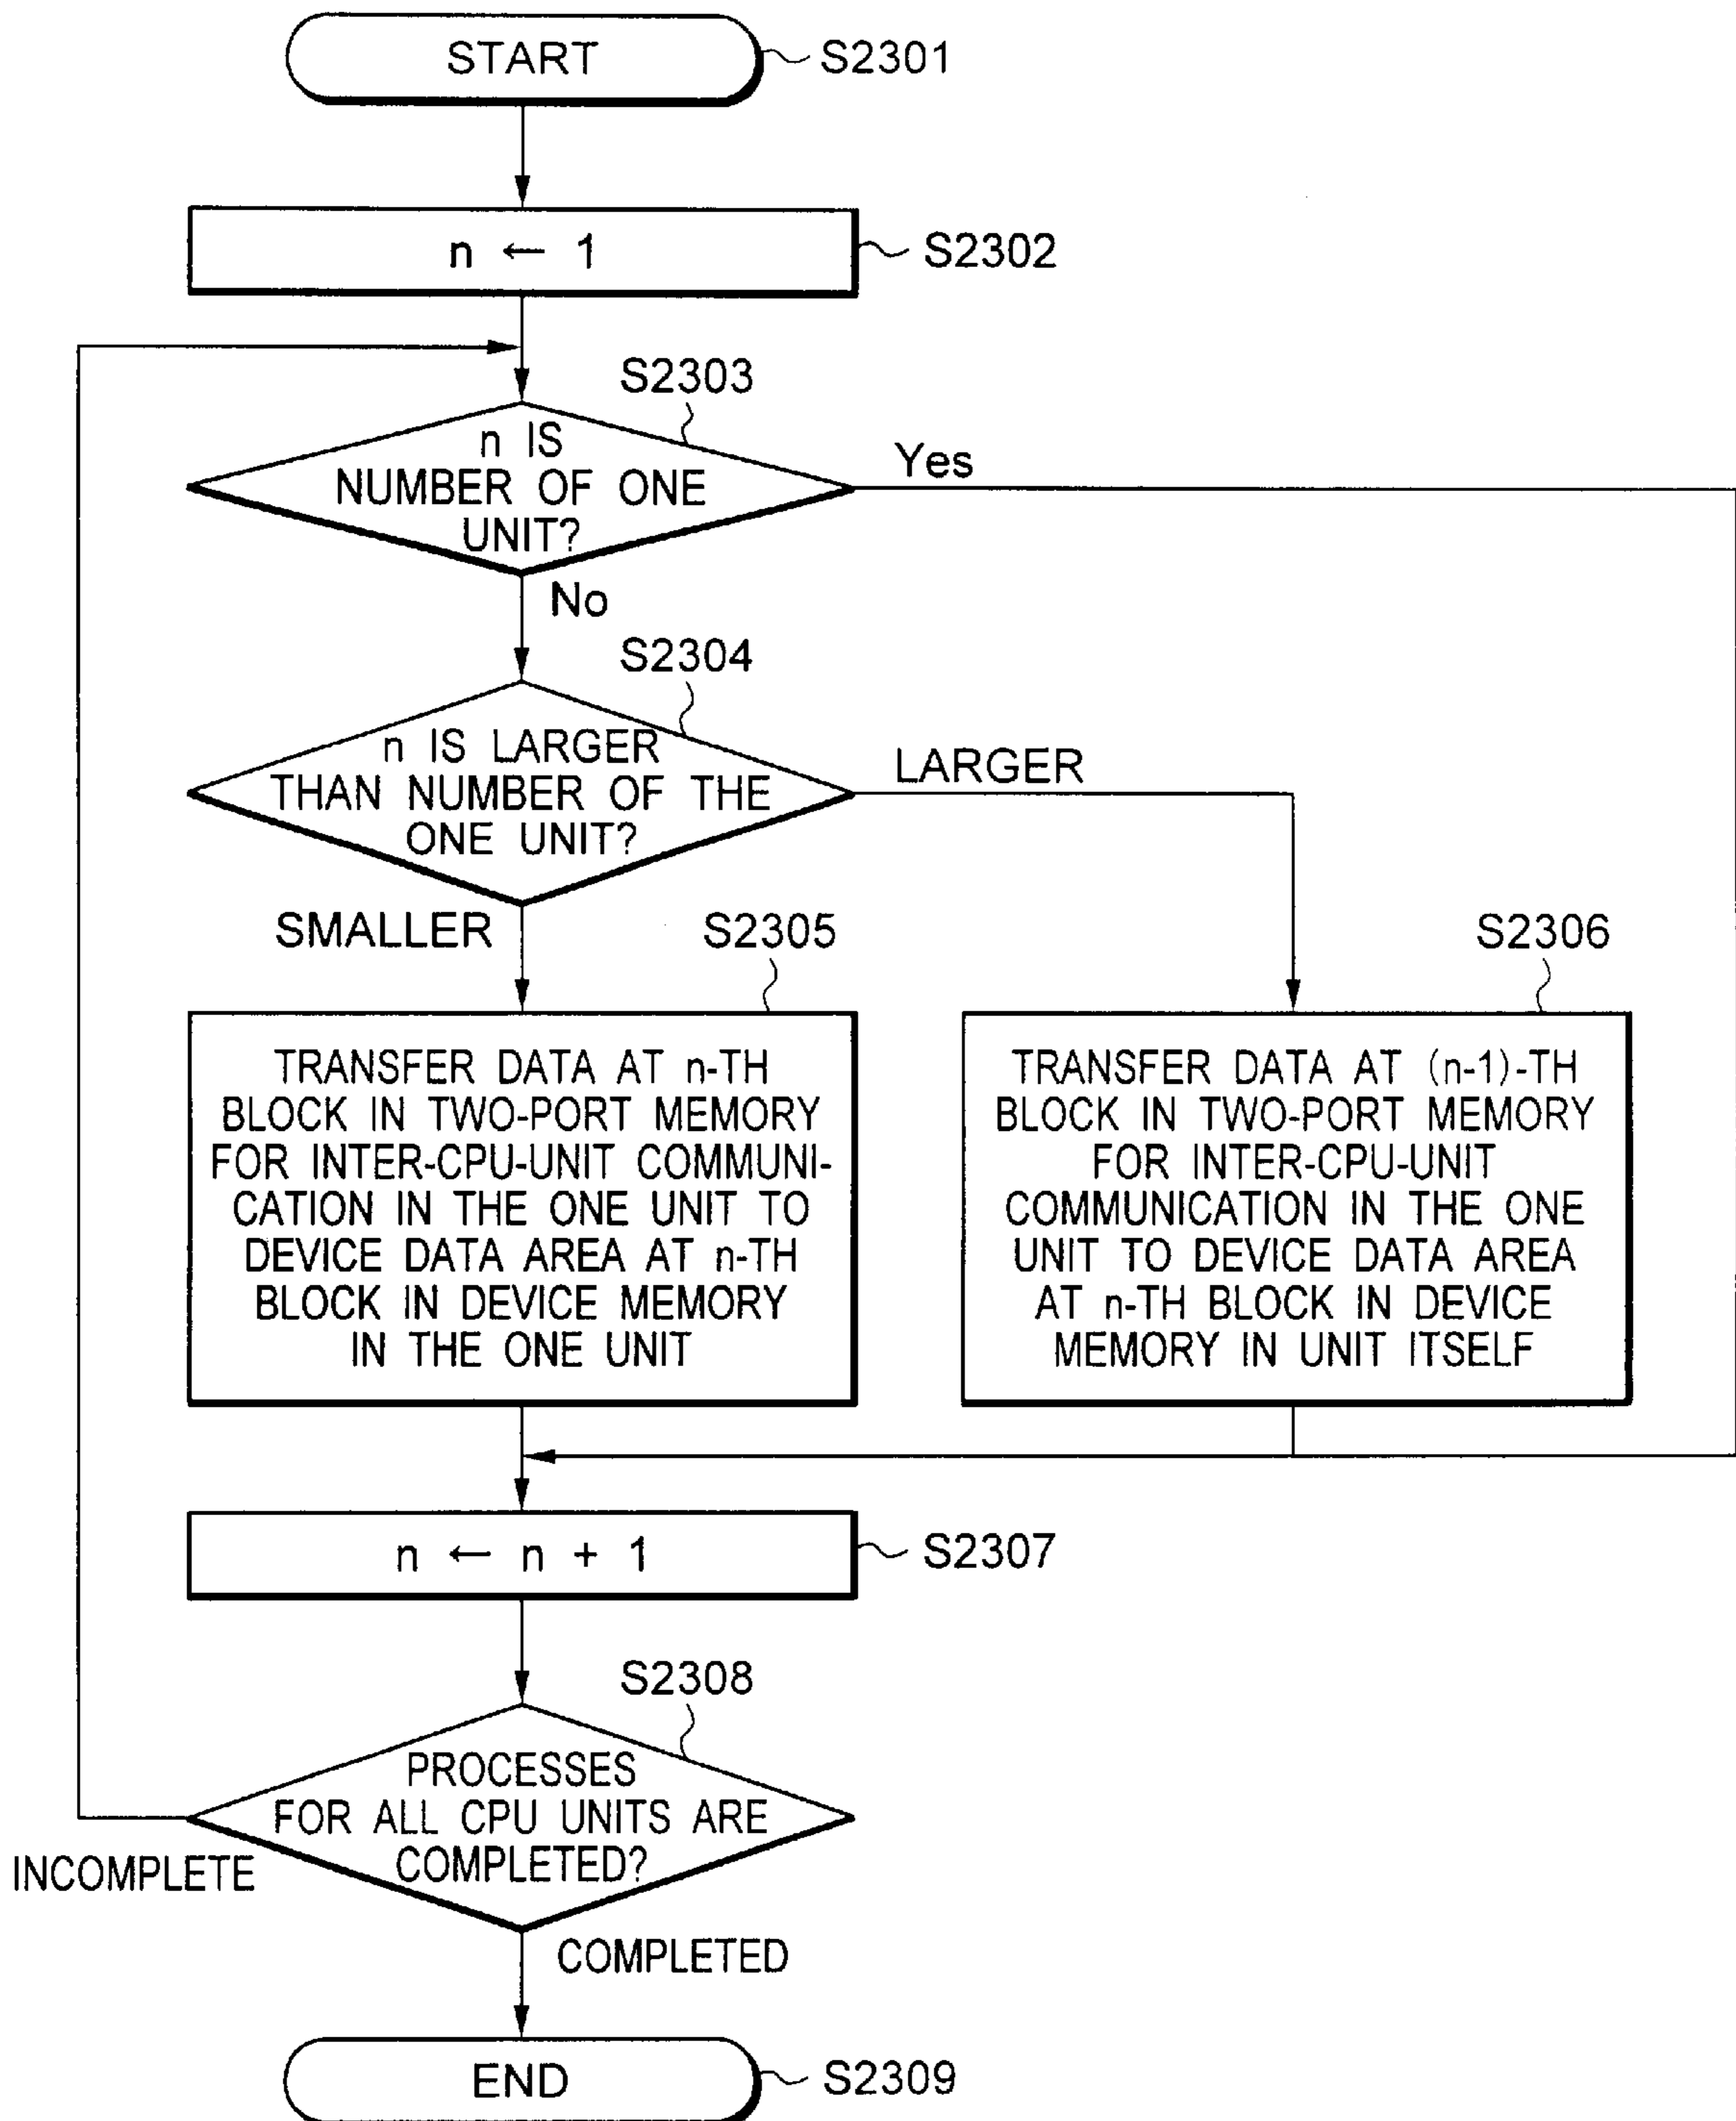 START
S2301
n ← 1
S2302
S2303
n IS
NUMBER OF ONE
UNIT?
Yes
No
S2304
n IS LARGER
THAN NUMBER OF THE
ONE UNIT?
LARGER
SMALLER
S2305
TRANSFER DATA AT n-TH
BLOCK IN TWO-PORT MEMORY
FOR INTER-CPU-UNIT COMMUNI-
CATION IN THE ONE UNIT TO
DEVICE DATA AREA AT n-TH
BLOCK IN DEVICE MEMORY
IN THE ONE UNIT
S2306
TRANSFER DATA AT (n-1)-TH
BLOCK IN TWO-PORT MEMORY
FOR INTER-CPU-UNIT
COMMUNICATION IN THE ONE
UNIT TO DEVICE DATA AREA
AT n-TH BLOCK IN DEVICE
MEMORY IN UNIT ITSELF
n ← n + 1
S2307
S2308
PROCESSES
FOR ALL CPU UNITS ARE
COMPLETED?
INCOMPLETE
COMPLETED
END
S2309